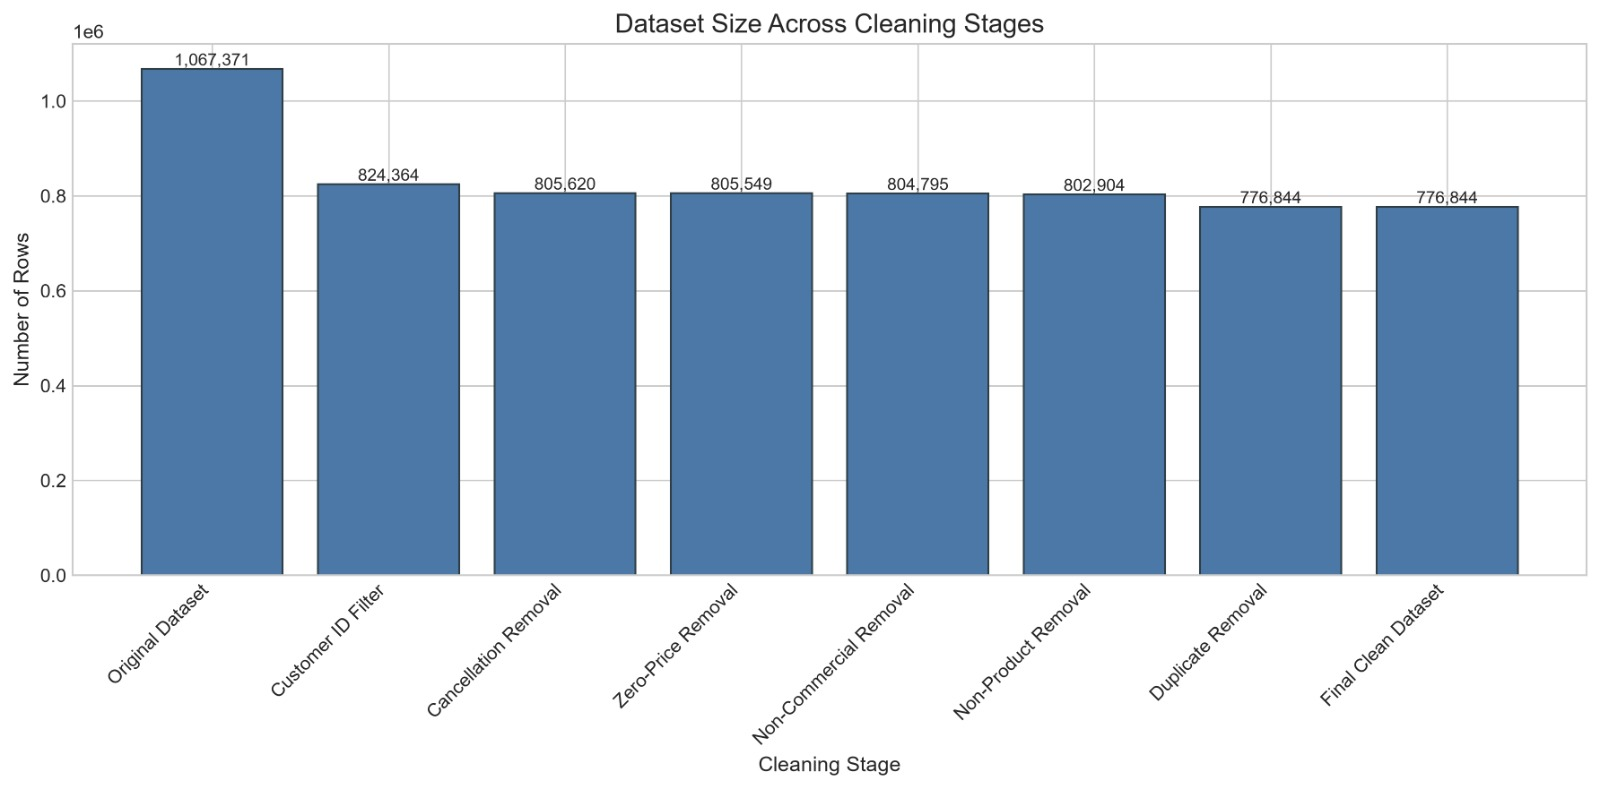 Dataset Size Across Cleaning Stages
1e6
1,067,371
824,364
805,620
805,549
804,795
802,904
776,844
776,844
1.0
0.8
0.6
0.4
0.2
0.0
Number of Rows
Original Dataset
Customer ID Filter
Cancellation Removal
Zero-Price Removal
Non-Commercial Removal
Non-Product Removal
Duplicate Removal
Final Clean Dataset
Cleaning Stage